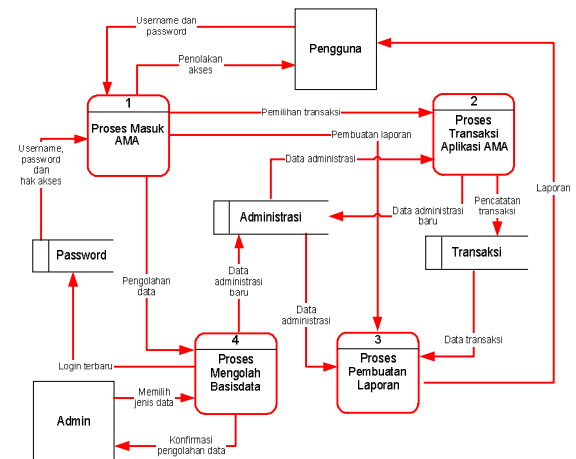 Username dan
password
Penolakan
akses
Pengguna
1
Proses Masuk
AMA
Pemilihan transaksi
Pembuatan laporan
2
Proses
Transaksi
Aplikasi AMA
Username,
password
dan
hak akses
Data administrasi
Laporan
Pencatatan
transaksi
Administrasi
Data administrasi
baru
Password
Transaksi
Pengolahan
data
Data
administrasi
baru
Data
administrasi
Data transaksi
4
Proses
Mengolah
Basisdata
3
Proses
Pembuatan
Laporan
Login terbaru
Admin
Memilih
jenis data
Konfirmasi
pengolahan data